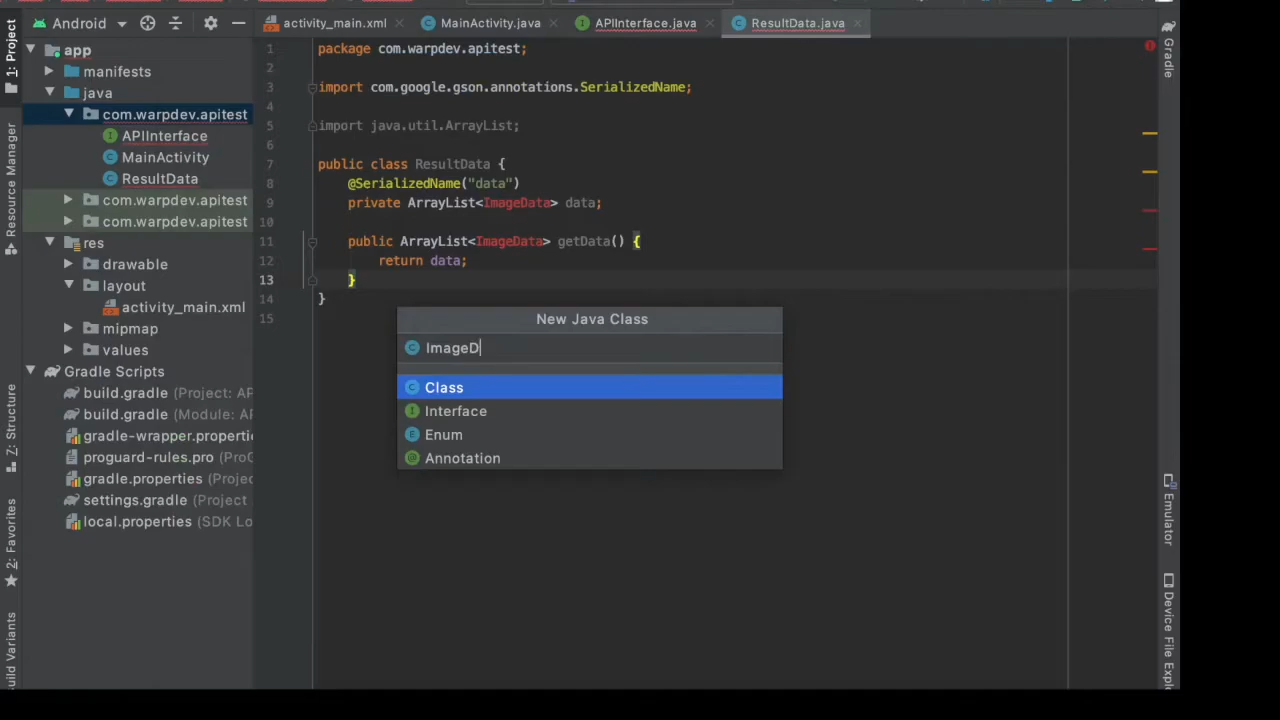 Android
activity_main.xml
MainActivity.java
APIInterface.java
ResultData.java
1: Project
Resource Manager
Z: Structure
2: Favorites
Build Variants
app
manifests
java
com.warpdev.apitest
APIInterface
MainActivity
ResultData
com.warpdev.apitest
com.warpdev.apitest
res
drawable
layout
activity_main.xml
mipmap
values
Gradle Scripts
build.gradle (Project: AP
build.gradle (Module: AP
gradle-wrapper.properti
proguard-rules.pro (Pro
gradle.properties (Projec
settings.gradle (Project
local.properties (SDK Lo
1 package com.warpdev.apitest;
2
3 import com.google.gson.annotations.SerializedName;
4
5 import java.util.ArrayList;
6
7 public class ResultData {
8 @SerializedName("data")
9 private ArrayList<ImageData> data;
10
11 public ArrayList<ImageData> getData() {
12 return data;
13 }
14 }
15
New Java Class
ImageD
Class
Interface
Enum
Annotation
Gradle
Emulator
Device File Expl